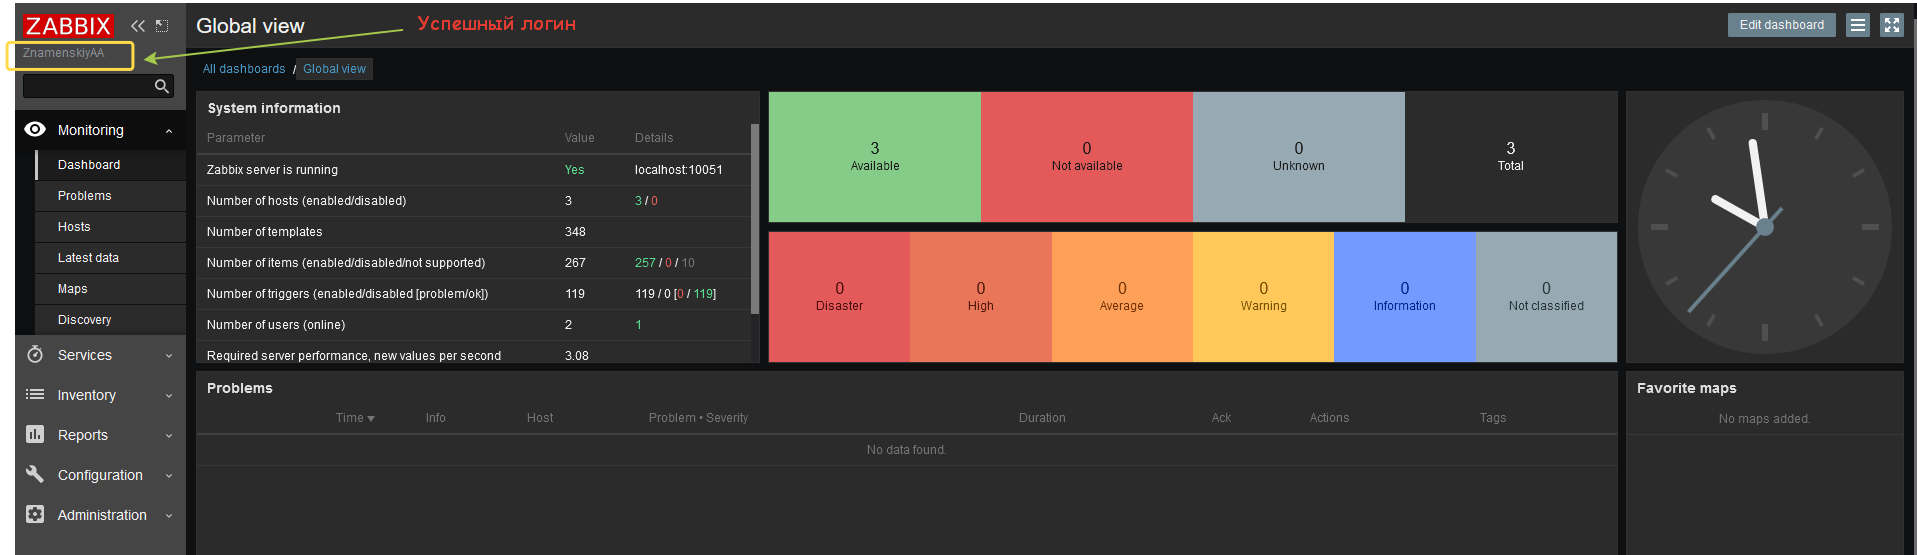 ZABBIX
ZnamenskiyAA
Успешный логин
Global view
Edit dashboard
All dashboards / Global view
Monitoring
Dashboard
Problems
Hosts
Latest data
Maps
Discovery
Services
Inventory
Reports
Configuration
Administration
System information
Parameter Value Details
Zabbix server is running Yes localhost:10051
Number of hosts (enabled/disabled) 3 3 / 0
Number of templates 348
Number of items (enabled/disabled/not supported) 267 257 / 0 / 10
Number of triggers (enabled/disabled [problem/ok]) 119 119 / 0 [0 / 119]
Number of users (online) 2 1
Required server performance, new values per second 3.08
3 Available
0 Not available
0 Unknown
3 Total
0 Disaster
0 High
0 Average
0 Warning
0 Information
0 Not classified
Problems
Time Info Host Problem • Severity Duration Ack Actions Tags
No data found.
Favorite maps
No maps added.